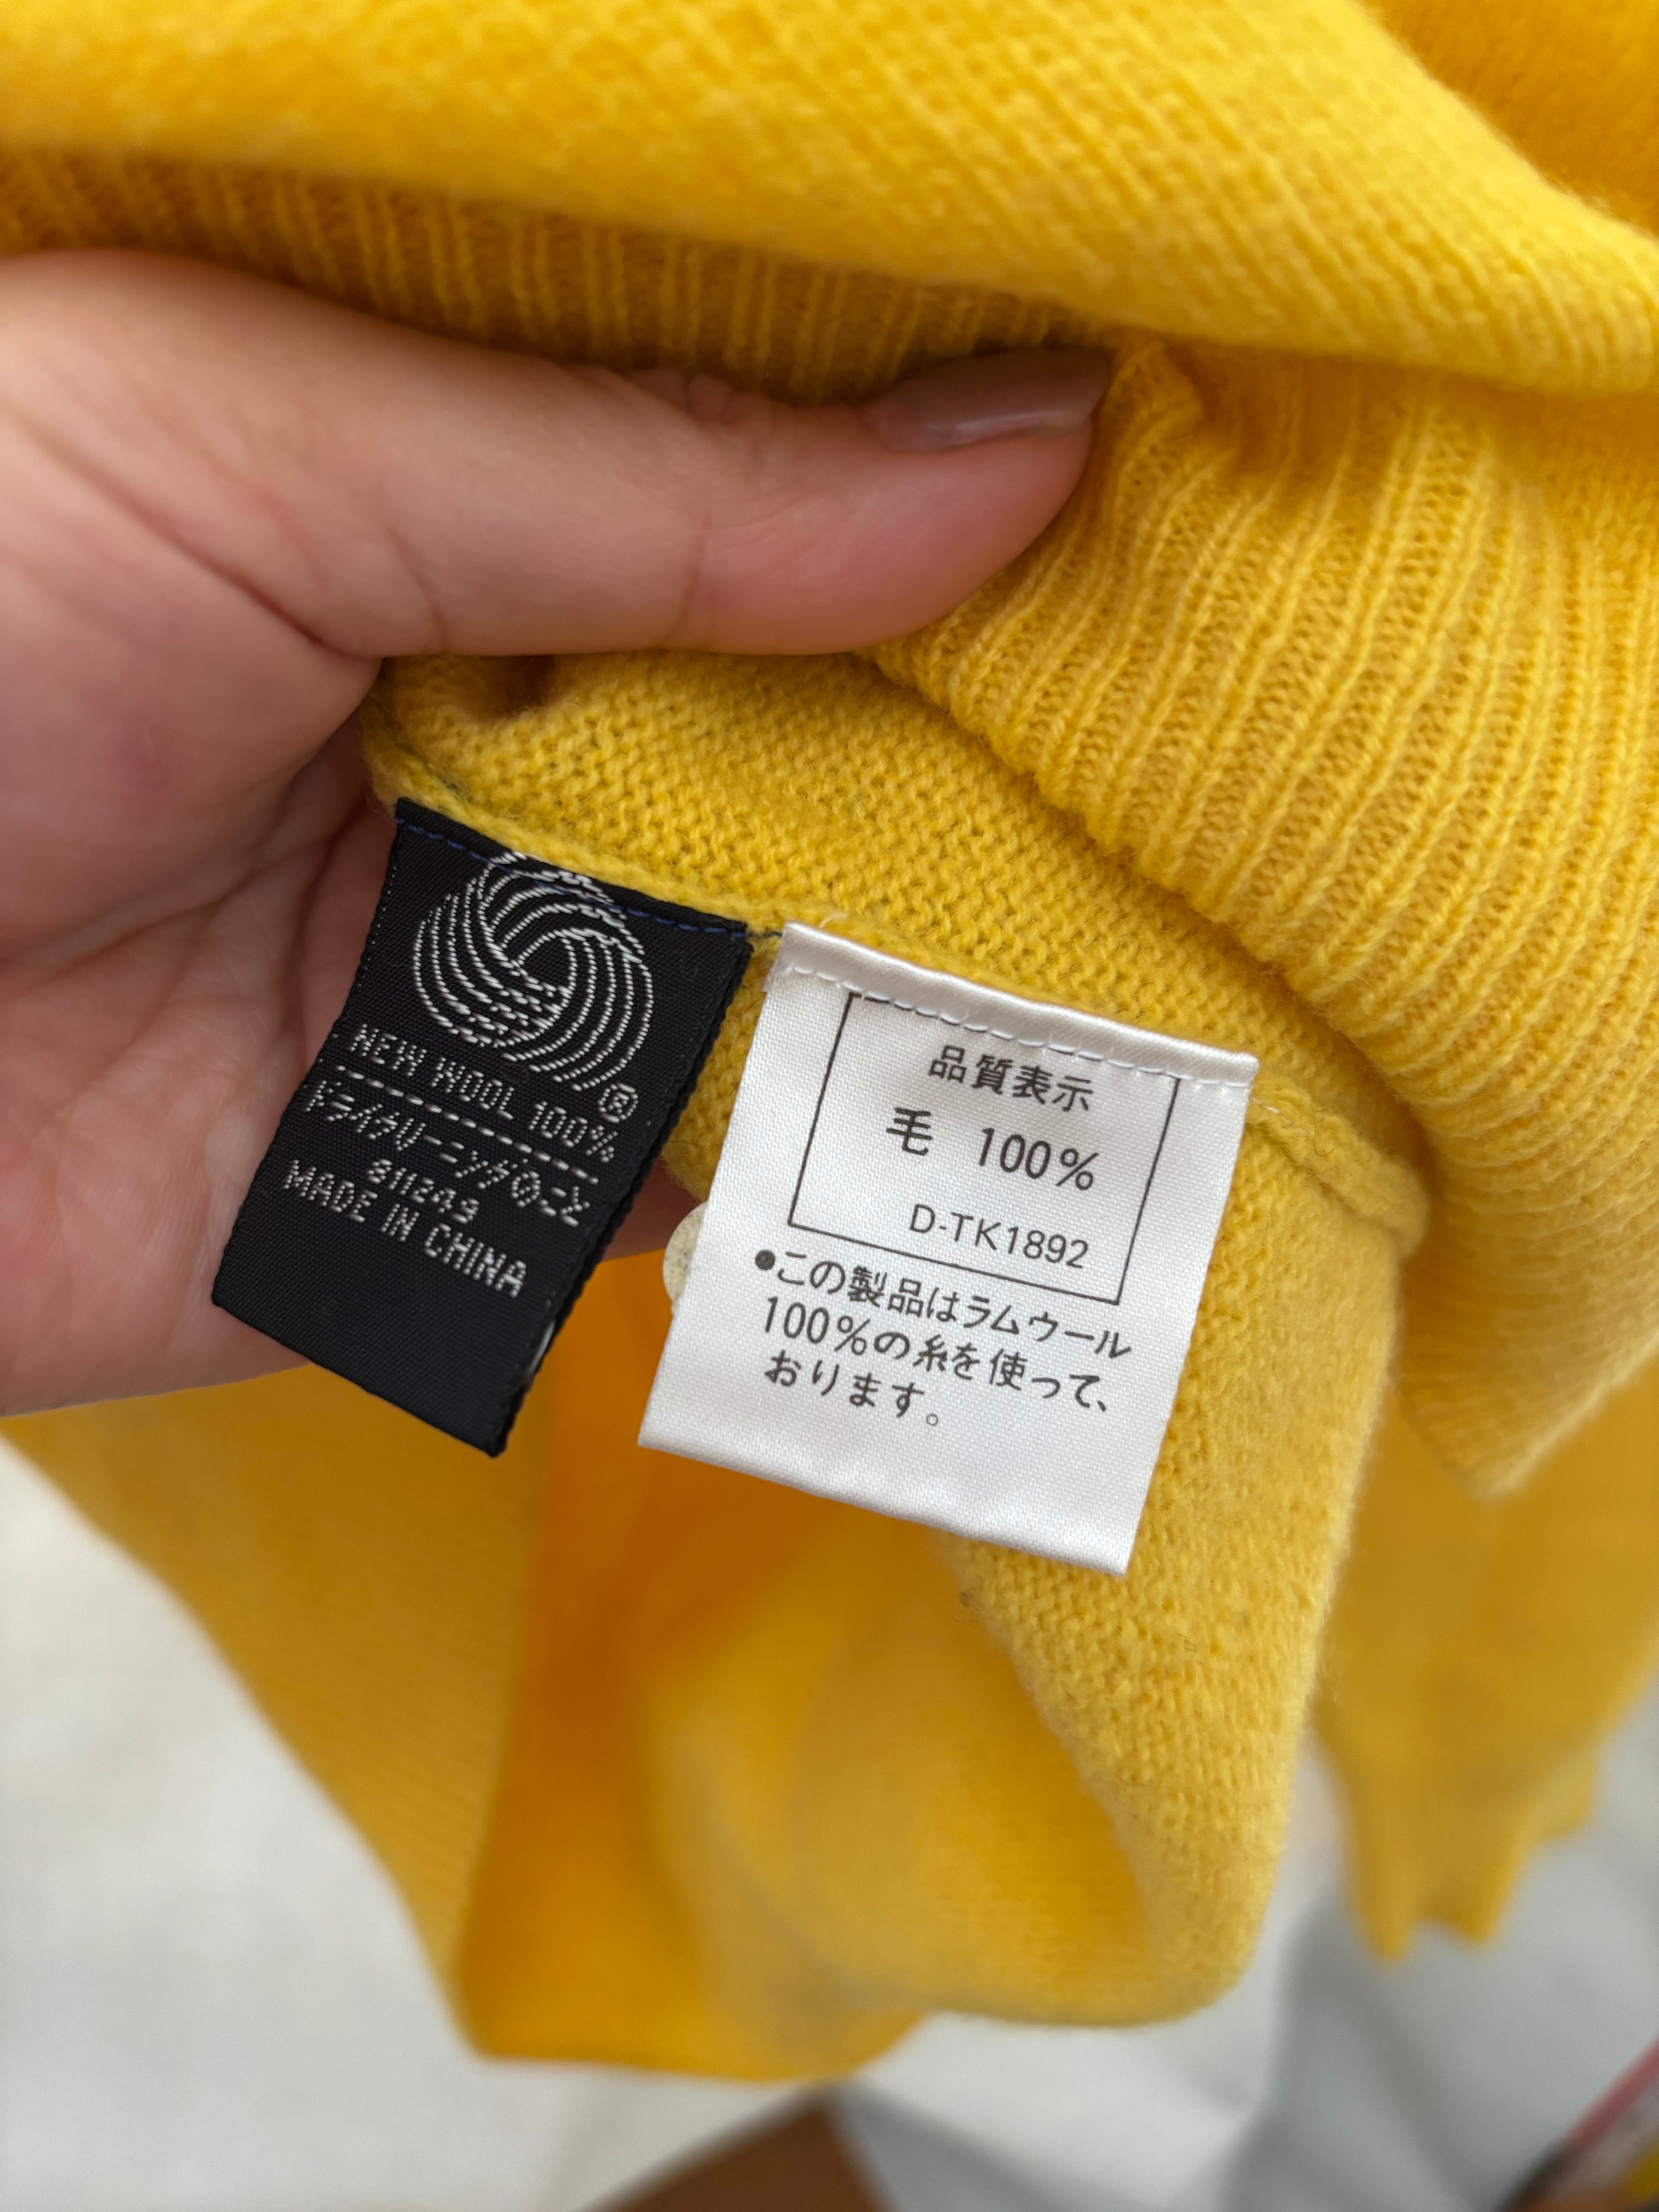 ®
NEW WOOL 100%
ドライクリーニングのこと
811249
MADE IN CHINA
品質表示
毛 100%
D-TK1892
●この製品はラムウール
100%の糸を使って、
おります。